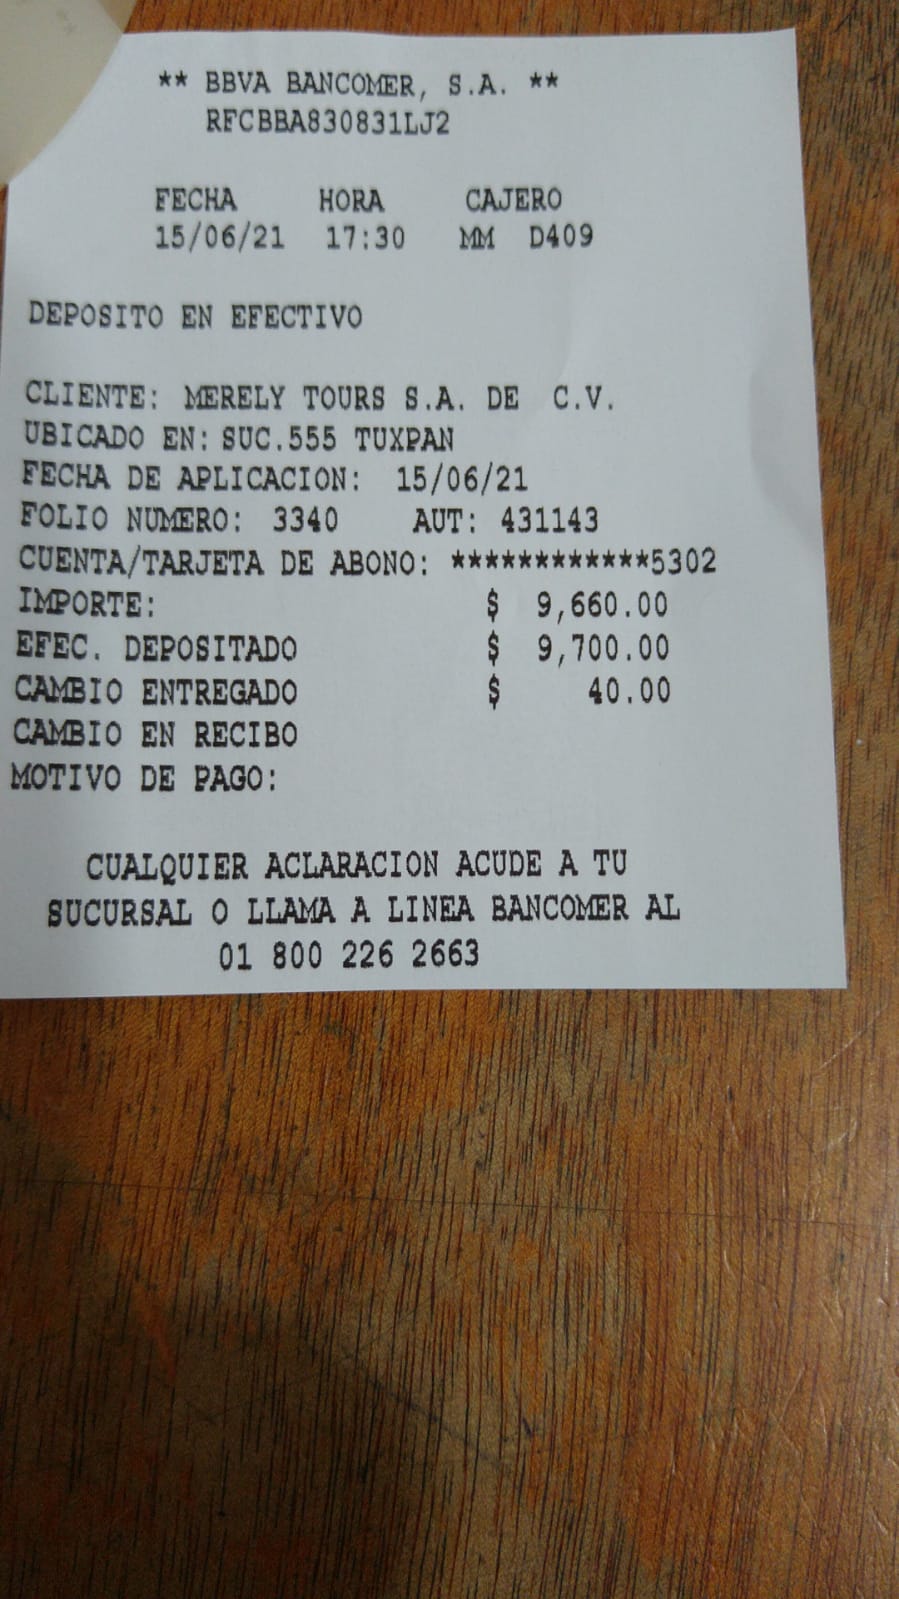 ** BBVA BANCOMER, S.A. **
RFCBBA830831LJ2
FECHA HORA CAJERO
15/06/21 17:30 MM D409
DEPOSITO EN EFECTIVO
CLIENTE: MERELY TOURS S.A. DE C.V.
UBICADO EN: SUC.555 TUXPAN
FECHA DE APLICACION: 15/06/21
FOLIO NUMERO: 3340 AUT: 431143
CUENTA/TARJETA DE ABONO: ************5302
IMPORTE: $ 9,660.00
EFEC. DEPOSITADO $ 9,700.00
CAMBIO ENTREGADO $ 40.00
CAMBIO EN RECIBO
MOTIVO DE PAGO:
CUALQUIER ACLARACION ACUDE A TU
SUCURSAL O LLAMA A LINEA BANCOMER AL
01 800 226 2663